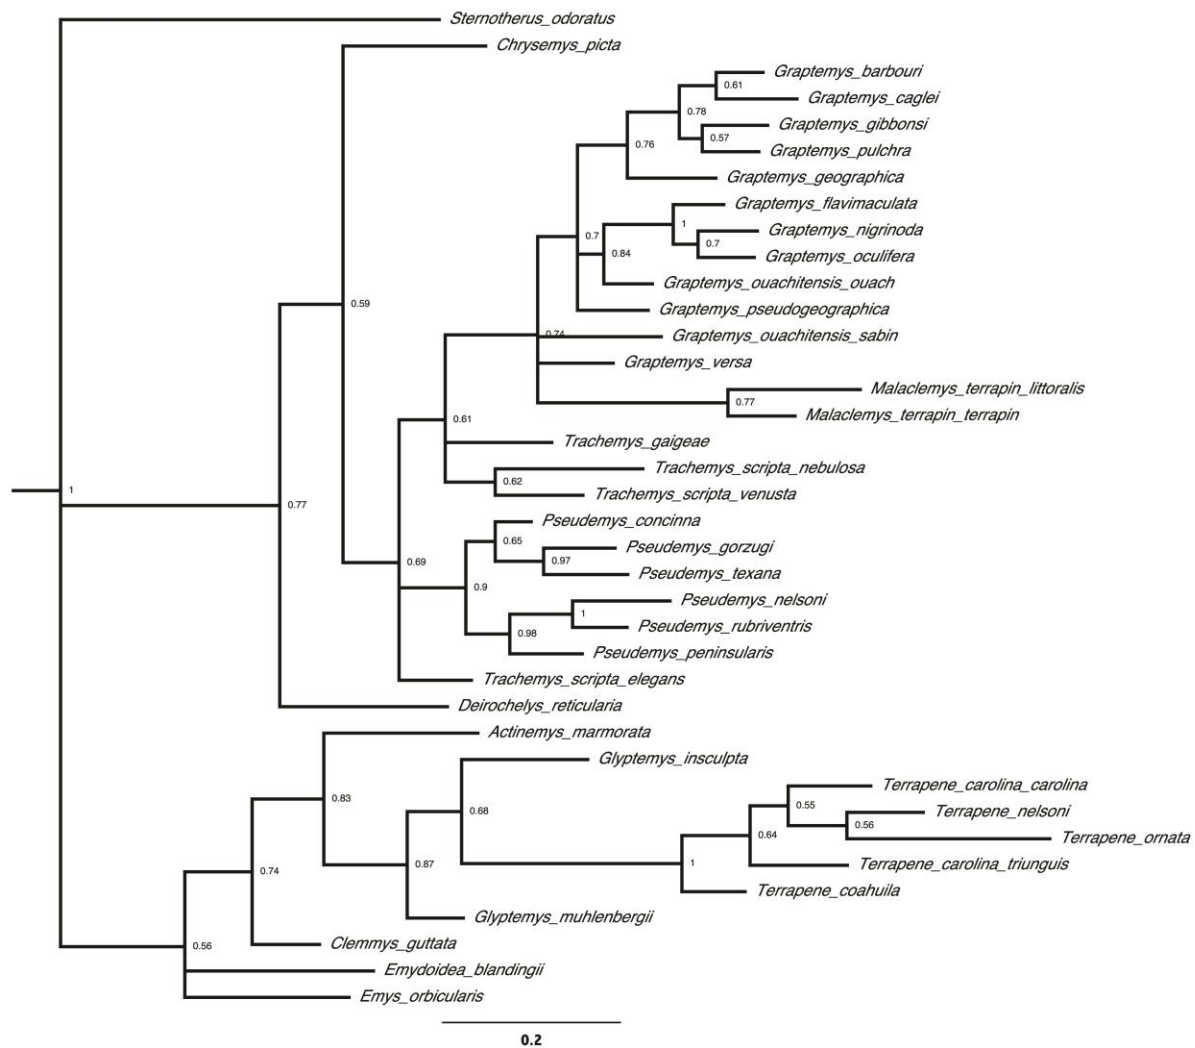 Sternotherus_odoratus
Chrysemys_picta
Graptemys_barbouri
0.61
Graptemys_caglei
0.78
Graptemys_gibbonsi
0.57
0.76
Graptemys_pulchra
Graptemys_geographica
Graptemys_flavimaculata
1
Graptemys_nigrinoda
0.7
0.7
0.84
Graptemys_oculifera
Graptemys_ouachitensis_ouach
0.59
Graptemys_pseudogeographica
0.74
Graptemys_ouachitensis_sabin
Graptemys_versa
Malaclemys_terrapin_littoralis
0.77
Malaclemys_terrapin_terrapin
0.61
Trachemys_gaigeae
Trachemys_scripta_nebulosa
0.62
1
Trachemys_scripta_venusta
0.77
Pseudemys_concinna
0.65
Pseudemys_gorzugi
0.69
0.97
Pseudemys_texana
0.9
Pseudemys_nelsoni
1
Pseudemys_rubriventris
0.98
Pseudemys_peninsularis
Trachemys_scripta_elegans
Deirochelys_reticularia
Actinemys_marmorata
Glyptemys_insculpta
Terrapene_carolina_carolina
0.83
0.55
0.68
Terrapene_nelsoni
0.56
0.64
Terrapene_ornata
0.74
0.87
1
Terrapene_carolina_triunguis
Terrapene_coahuila
Glyptemys_muhlenbergii
0.56
Clemmys_guttata
Emydoidea_blandingii
Emys_orbicularis
0.2